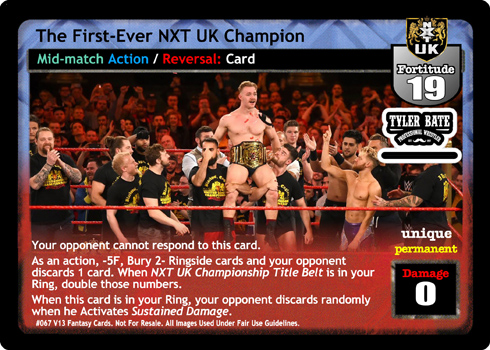 The First-Ever NXT UK Champion
NXT
UK
Mid-match Action / Reversal: Card
Fortitude
19
TYLER BATE
PROFESSIONAL WRESTLER
unique
permanent
Your opponent cannot respond to this card.
As an action, -5F, Bury 2- Ringside cards and your opponent
discards 1 card. When NXT UK Championship Title Belt is in your
Ring, double those numbers.
When this card is in your Ring, your opponent discards randomly
when he Activates Sustained Damage.
#067 V13 Fantasy Cards. Not For Resale. All Images Used Under Fair Use Guidelines.
Damage
0